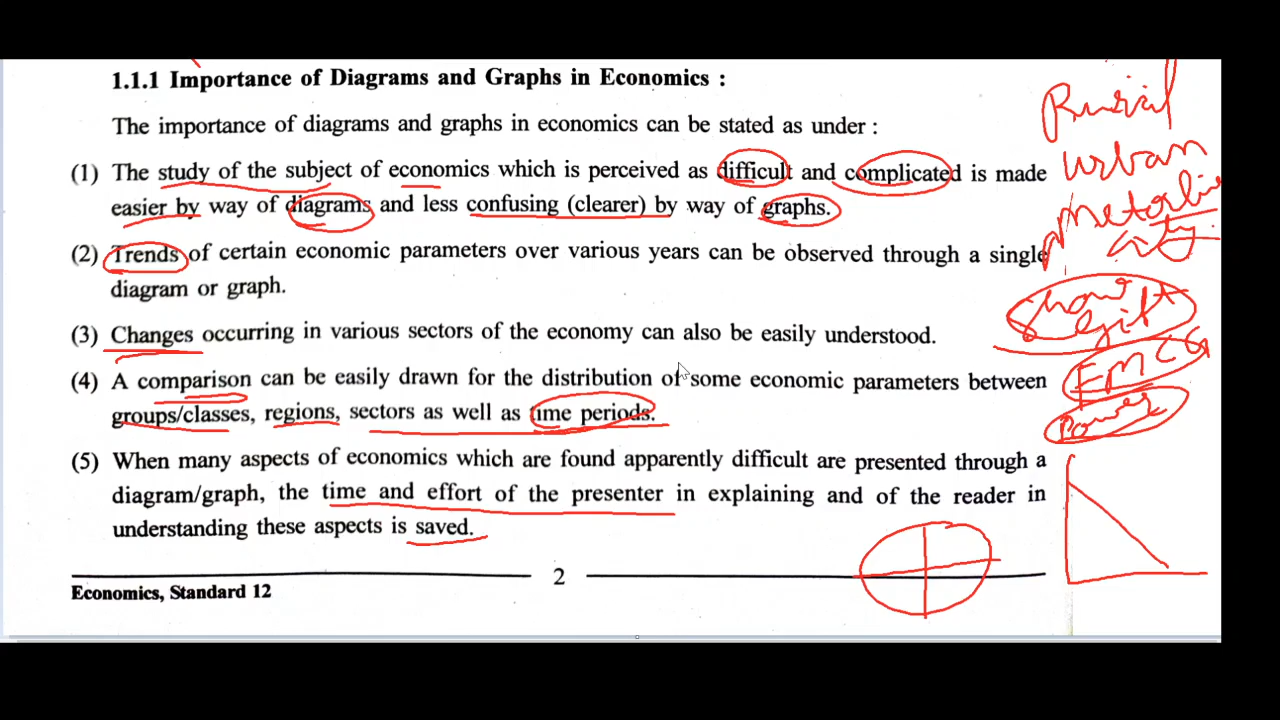 1.1.1 Importance of Diagrams and Graphs in Economics :
The importance of diagrams and graphs in economics can be stated as under :
(1) The study of the subject of economics which is perceived as difficult and complicated is made
easier by way of diagrams and less confusing (clearer) by way of graphs.
(2) Trends of certain economic parameters over various years can be observed through a single
diagram or graph.
(3) Changes occurring in various sectors of the economy can also be easily understood.
(4) A comparison can be easily drawn for the distribution of some economic parameters between
groups/classes, regions, sectors as well as time periods.
(5) When many aspects of economics which are found apparently difficult are presented through a
diagram/graph, the time and effort of the presenter in explaining and of the reader in
understanding these aspects is saved.
2
Economics, Standard 12
Rural
urban
FMCG
Power